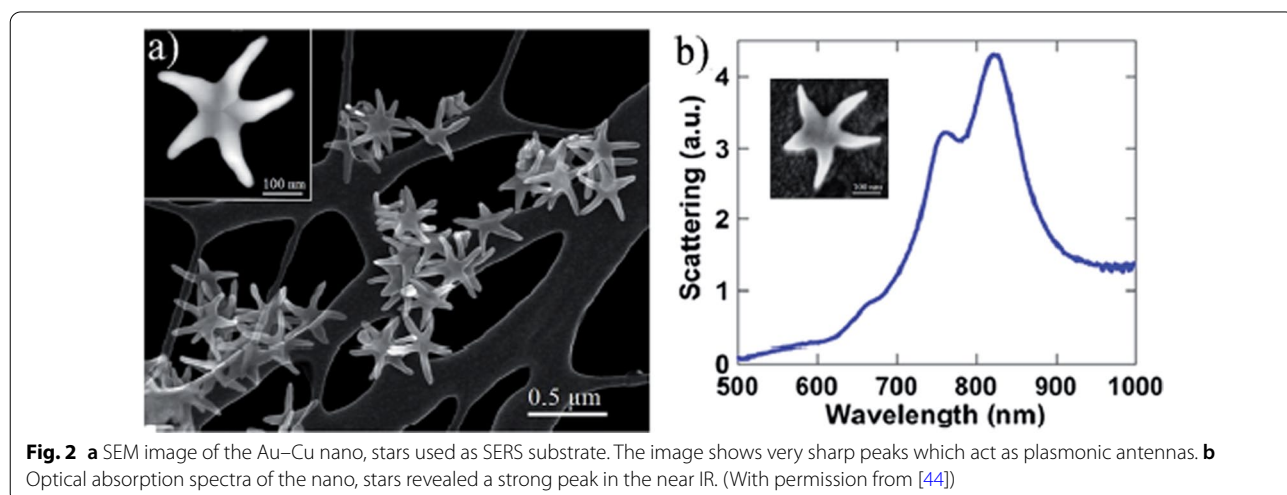 a)
100 nm
0.5 μm
b)
Scattering (a.u.)
4
3
2
1
0
100 nm
500 600 700 800 900 1000
Wavelength (nm)
Fig. 2 a SEM image of the Au–Cu nano, stars used as SERS substrate. The image shows very sharp peaks which act as plasmonic antennas. b
Optical absorption spectra of the nano, stars revealed a strong peak in the near IR. (With permission from [44])